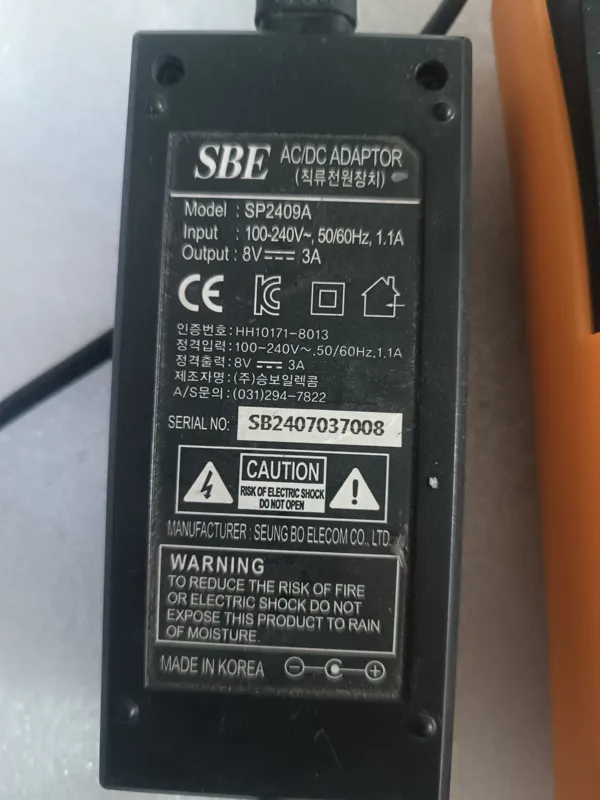 SBE AC/DC ADAPTOR
(직류전원장치)
Model : SP2409A
Input : 100-240V~, 50/60Hz, 1.1A
Output : 8V⎓ 3A
CE
인증번호:HH10171-8013
정격입력:100-240V~.50/60Hz,1.1A
정격출력:8V⎓ 3A
제조자명:(주)승보일렉콤
A/S문의:(031)294-7822
SERIAL NO: SB2407037008
CAUTION
RISK OF ELECTRIC SHOCK
DO NOT OPEN
MANUFACTURER : SEUNG BO ELECOM CO., LTD.
WARNING
TO REDUCE THE RISK OF FIRE
OR ELECTRIC SHOCK DO NOT
EXPOSE THIS PRODUCT TO RAIN
OF MOISTURE.
MADE IN KOREA